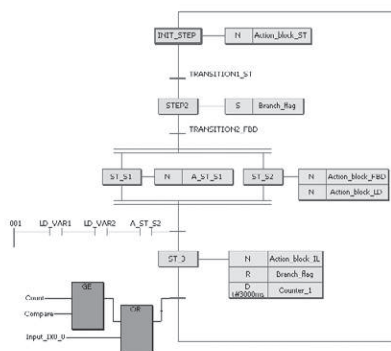 INIT_STEP N Action_block_ST
TRANSITION1_ST
STEP2 S Branch_flag
TRANSITION2_FBD
ST_S1 N A_ST_S1 ST_S2 N Action_block_FBD
N Action_block_LD
001 LD_VAR1 LD_VAR2 A_ST_S2
ST_3 N Action_block_IL
R Branch_flag
D t#3000ms Counter_1
GE
Count
OR
Compare
Input_IX0_0